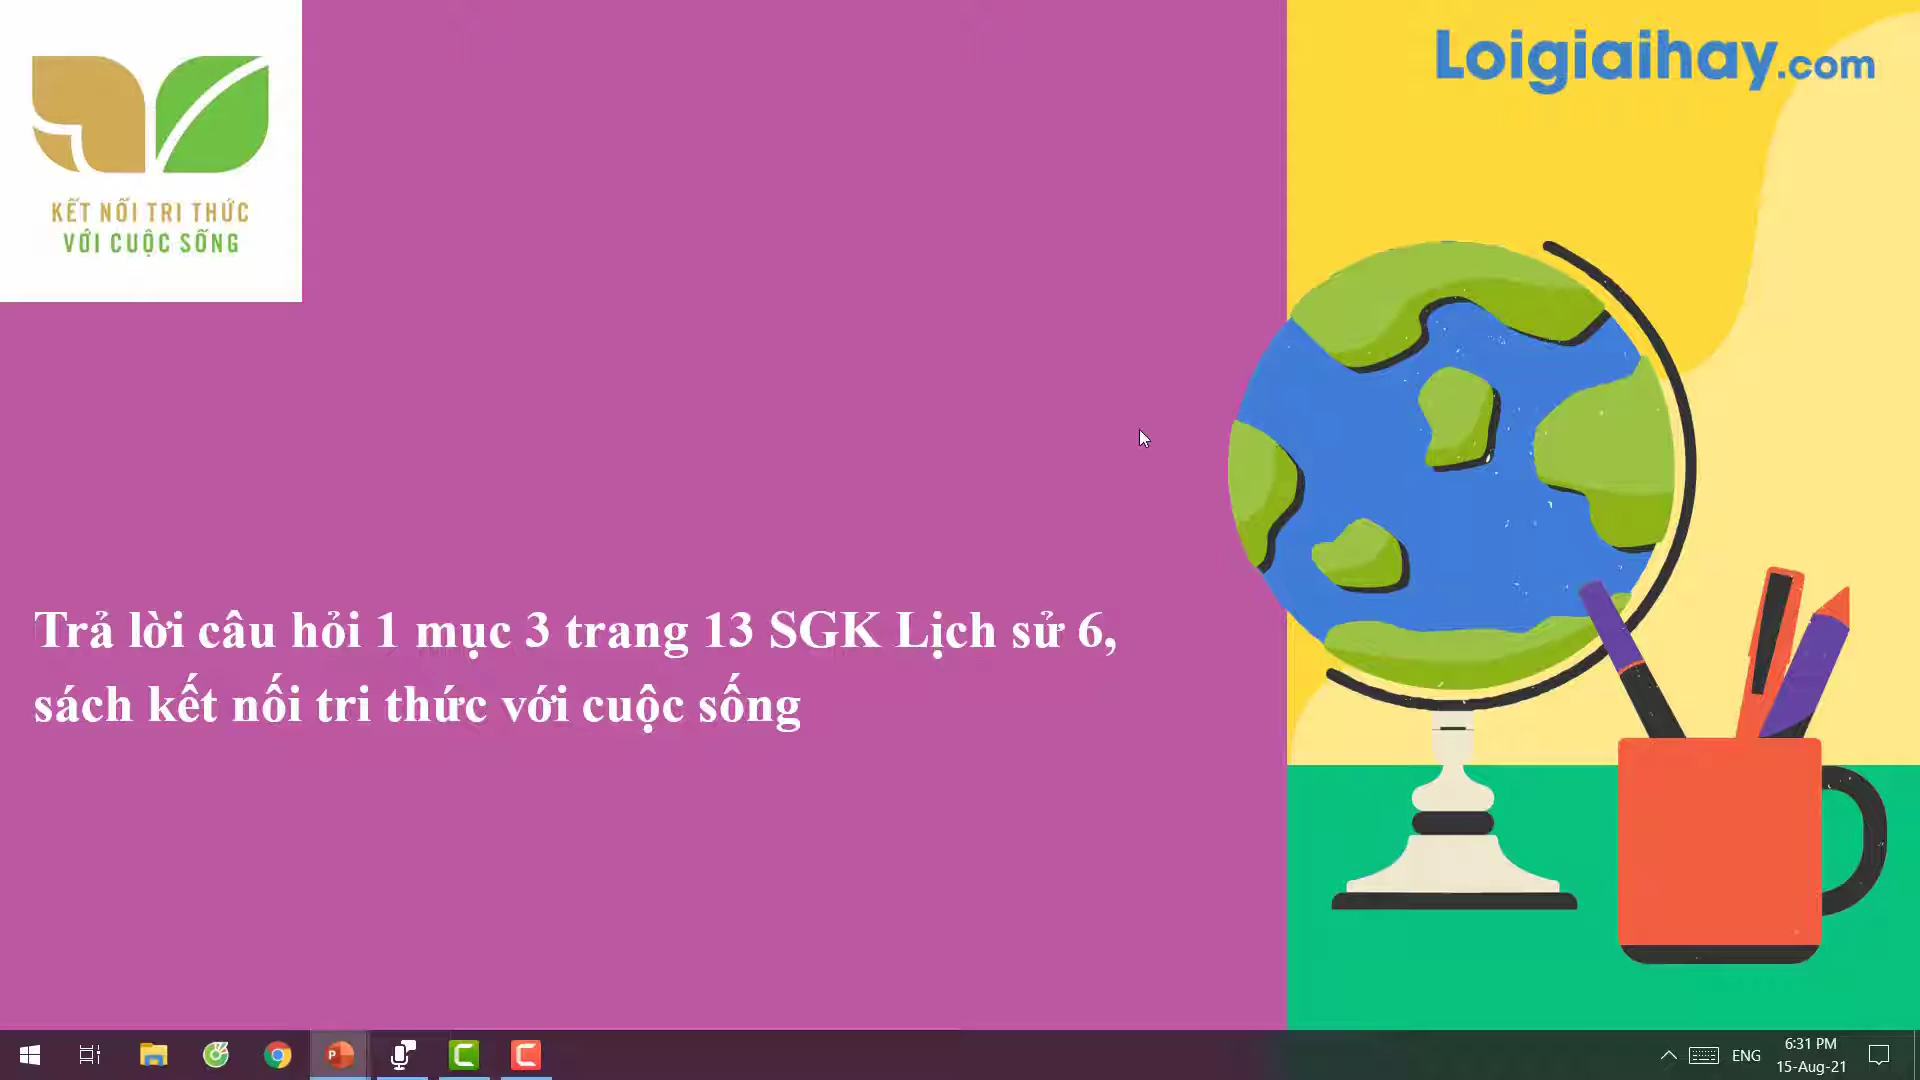 KẾT NỐI TRI THỨC
VỚI CUỘC SỐNG
Loigiaihay.com
Trả lời câu hỏi 1 mục 3 trang 13 SGK Lịch sử 6,
sách kết nối tri thức với cuộc sống
ENG
6:31 PM
15-Aug-21